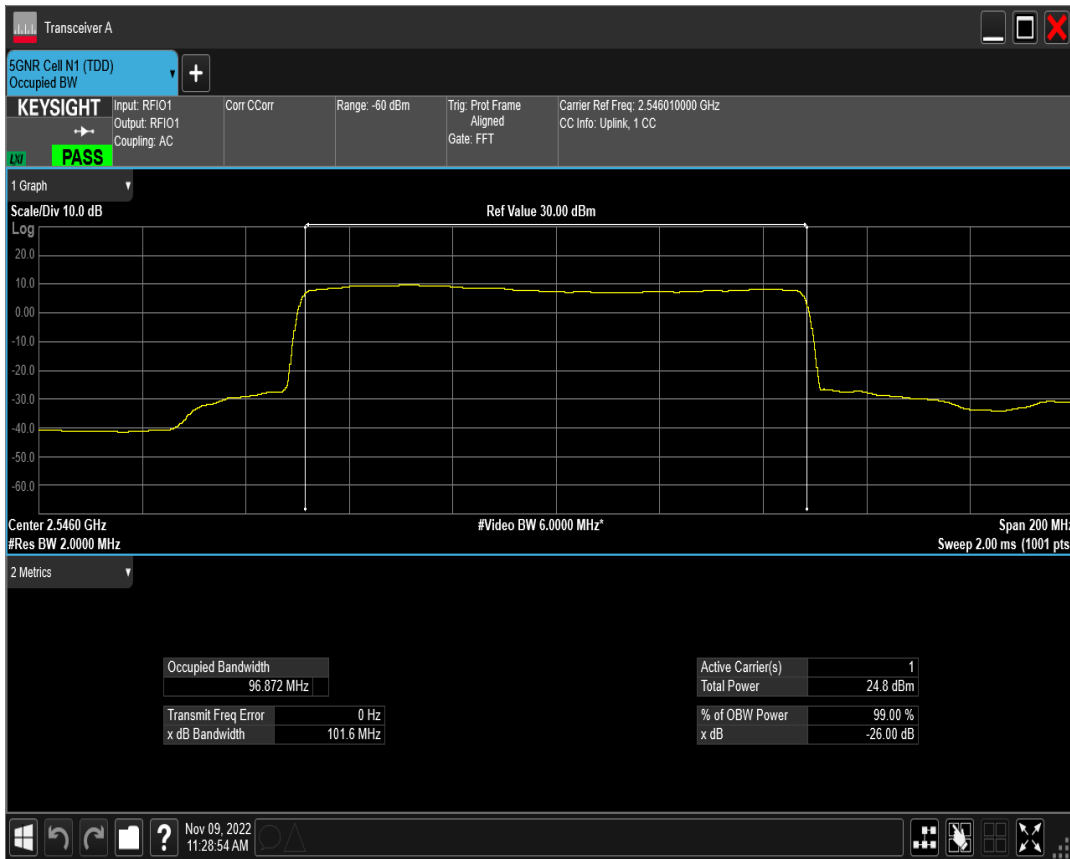 Transceiver A
5GNR Cell N1 (TDD)
Occupied BW
+
KEYSIGHT
LXI
PASS
Input: RFIO1
Output: RFIO1
Coupling: AC
Corr CCorr
Range: -60 dBm
Trig: Prot Frame
Aligned
Gate: FFT
Carrier Ref Freq: 2.546010000 GHz
CC Info: Uplink, 1 CC
1 Graph
Scale/Div 10.0 dB
Ref Value 30.00 dBm
Log
20.0
10.0
0.00
-10.0
-20.0
-30.0
-40.0
-50.0
-60.0
Center 2.5460 GHz
#Video BW 6.0000 MHz*
Span 200 MHz
#Res BW 2.0000 MHz
Sweep 2.00 ms (1001 pts
2 Metrics
Occupied Bandwidth
96.872 MHz
Transmit Freq Error 0 Hz
x dB Bandwidth 101.6 MHz
Active Carrier(s) 1
Total Power 24.8 dBm
% of OBW Power 99.00 %
x dB -26.00 dB
?
Nov 09, 2022
11:28:54 AM